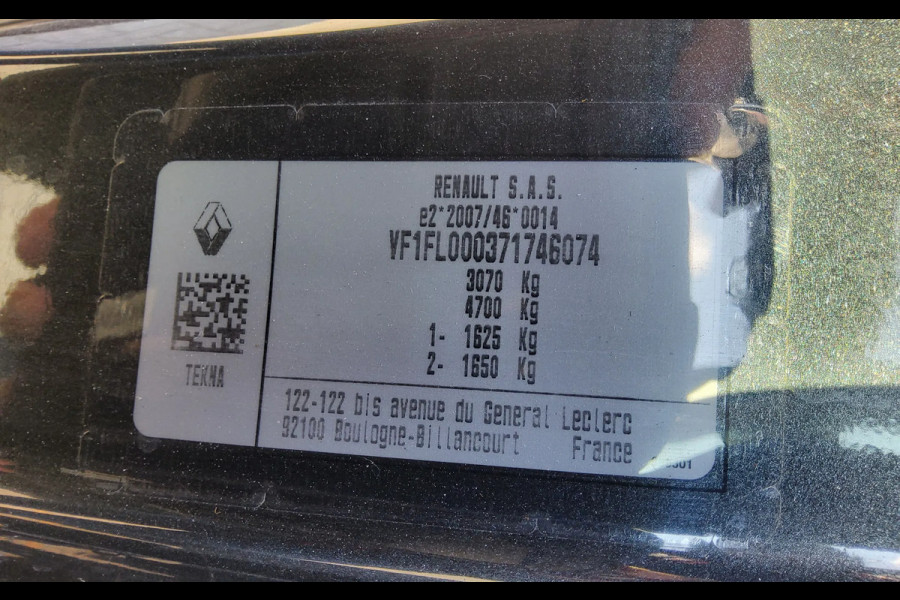 RENAULT S.A.S.
e2*2007/46*0014
VF1FL000371746074
3070 Kg
4700 Kg
1- 1625 Kg
2- 1650 Kg
TEKNA
122-122 bis avenue du General Leclerc
92100 Boulogne-Billancourt France